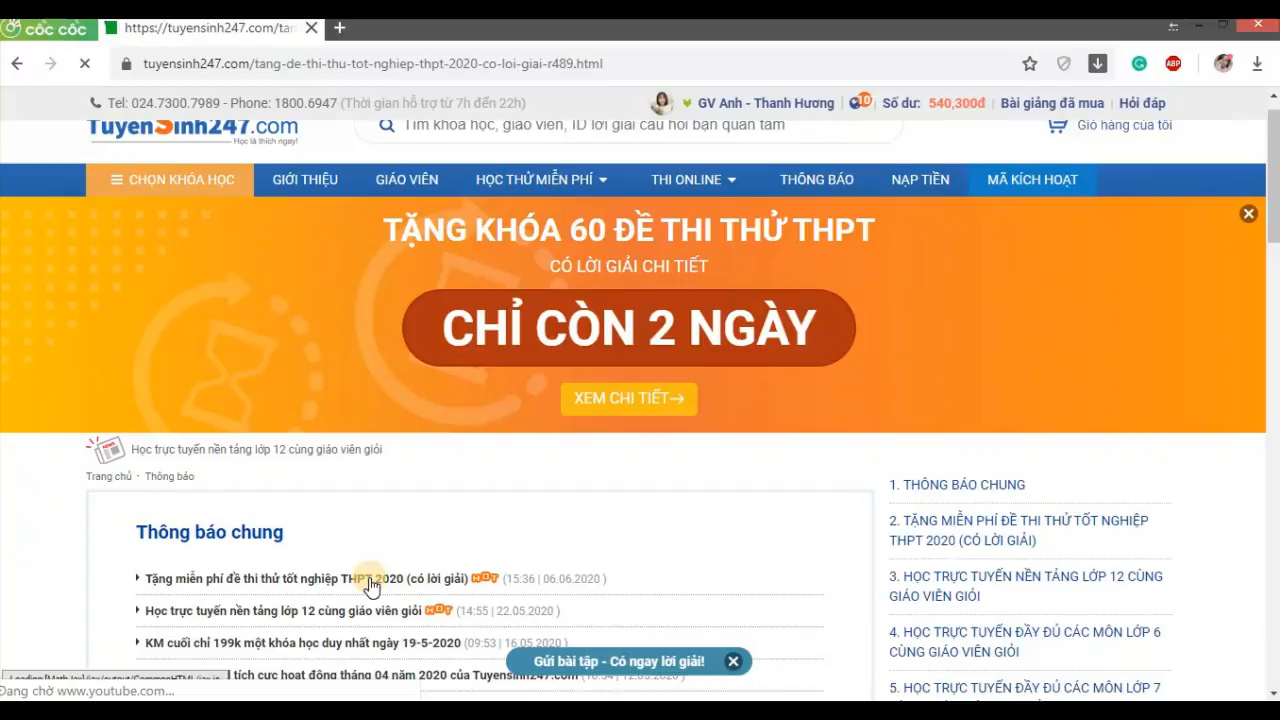 cốc cốc
https://tuyensinh247.com/tan
tuyensinh247.com/tang-de-thi-thu-tot-nghiep-thpt-2020-co-loi-giai-r489.html
ABP
Tel: 024.7300.7989 - Phone: 1800.6947 (Thời gian hỗ trợ từ 7h đến 22h)
GV Anh - Thanh Hương
10
Số dư: 540,300đ
Bài giảng đã mua
Hỏi đáp
TuyenSinh247.com
Học là thích ngay!
Tìm khóa học, giáo viên, ID lời giải câu hỏi bạn quan tâm
Giỏ hàng của tôi
CHỌN KHÓA HỌC
GIỚI THIỆU
GIÁO VIÊN
HỌC THỬ MIỄN PHÍ
THI ONLINE
THÔNG BÁO
NẠP TIỀN
MÃ KÍCH HOẠT
TẶNG KHÓA 60 ĐỀ THI THỬ THPT
CÓ LỜI GIẢI CHI TIẾT
CHỈ CÒN 2 NGÀY
XEM CHI TIẾT→
NEWS
Học trực tuyến nền tảng lớp 12 cùng giáo viên giỏi
Trang chủ · Thông báo
Thông báo chung
Tặng miễn phí đề thi thử tốt nghiệp THPT 2020 (có lời giải) HOT (15:36 | 06.06.2020 )
Học trực tuyến nền tảng lớp 12 cùng giáo viên giỏi HOT (14:55 | 22.05.2020 )
KM cuối chỉ 199k một khóa học duy nhất ngày 19-5-2020 (09:53 | 16.05.2020 )
tích cực hoạt động tháng 04 năm 2020 của Tuyensinh247.com
1. THÔNG BÁO CHUNG
2. TẶNG MIỄN PHÍ ĐỀ THI THỬ TỐT NGHIỆP
THPT 2020 (CÓ LỜI GIẢI)
3. HỌC TRỰC TUYẾN NỀN TẢNG LỚP 12 CÙNG
GIÁO VIÊN GIỎI
4. HỌC TRỰC TUYẾN ĐẦY ĐỦ CÁC MÔN LỚP 6
CÙNG GIÁO VIÊN GIỎI
5. HỌC TRỰC TUYẾN ĐẦY ĐỦ CÁC MÔN LỚP 7
Gửi bài tập - Có ngay lời giải!
Đang chờ www.youtube.com...